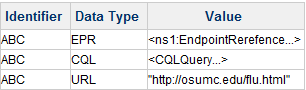 Identifier Data Type Value
ABC EPR <ns1:EndpointRerefence...>
ABC CQL <CQLQuery...>
ABC URL "http://osumc.edu/flu.html"